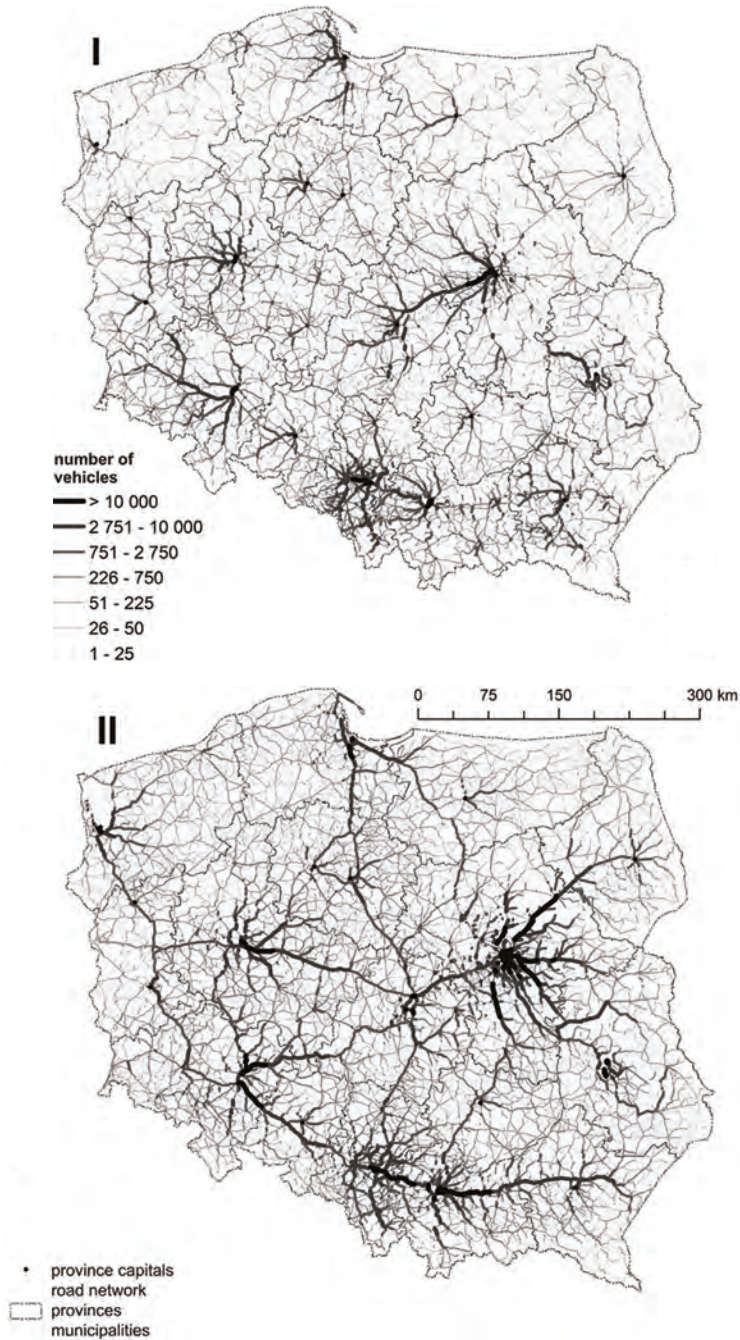 I
number of
vehicles
> 10 000
2 751 - 10 000
751 - 2 750
226 - 750
51 - 225
26 - 50
1 - 25
II
0 75 150 300 km
province capitals
road network
provinces
municipalities